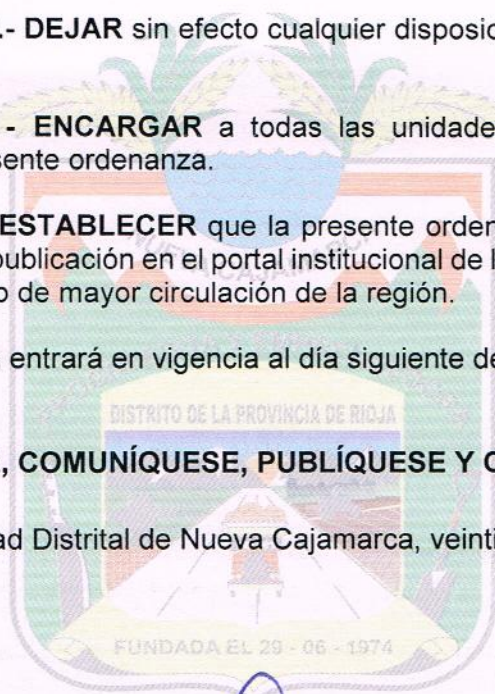 .- DEJAR sin efecto cualquier disposic
- ENCARGAR a todas las unidade
sente ordenanza.
ESTABLECER que la presente orden
publicación en el portal institucional de l
o de mayor circulación de la región.
entrará en vigencia al día siguiente de
DISTRITO DE LA PROVINCIA DE RIOJA
, COMUNÍQUESE, PUBLÍQUESE Y C
ad Distrital de Nueva Cajamarca, veinti
FUNDADA EL 29 - 06 - 1974